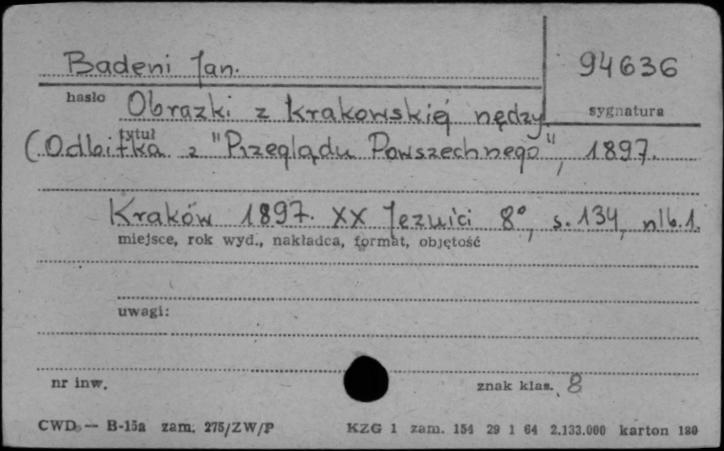 Badeni Jan.
94636
hasło
sygnatura
Obrazki z krakowskiej nędzy.
tytuł
(Odbitka z "Przeglądu Powszechnego", 1897.
Kraków 1897. XX Jezuici 8°, s. 134, nlb. 1.
miejsce, rok wyd., nakładca, format, objętość
uwagi:
nr inw.
znak klas. 8
CWD — B-15a zam. 275/ZW/P KZG 1 zam. 154 29 1 64 2.133.000 karton 180